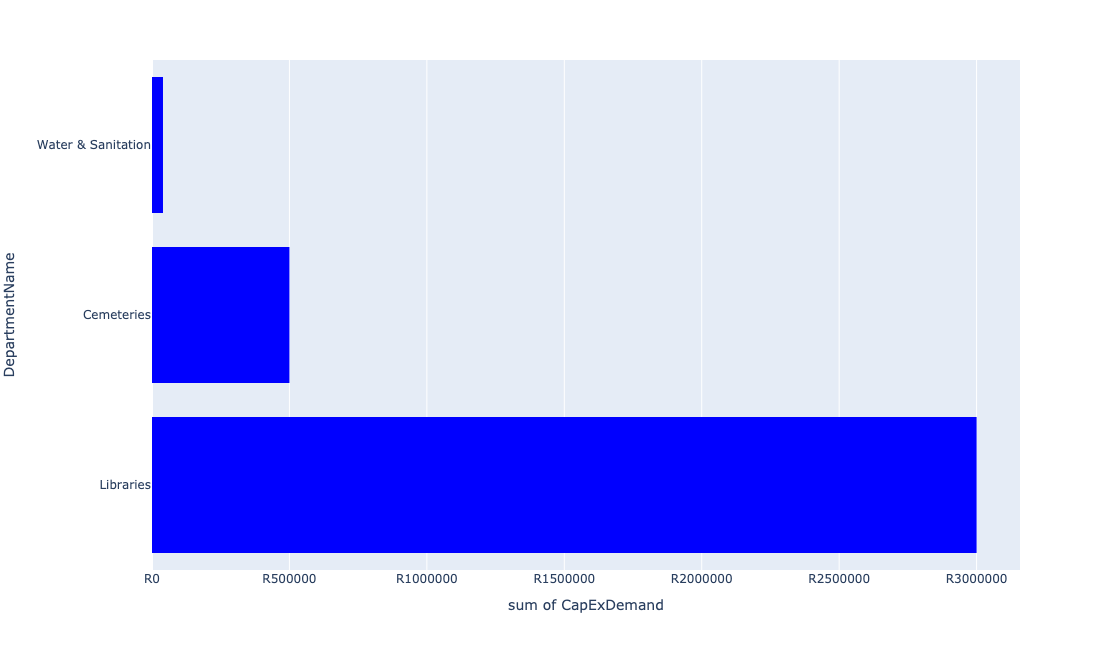 Water & Sanitation
Cemeteries
Libraries
DepartmentName
R0 R500000 R1000000 R1500000 R2000000 R2500000 R3000000
sum of CapExDemand